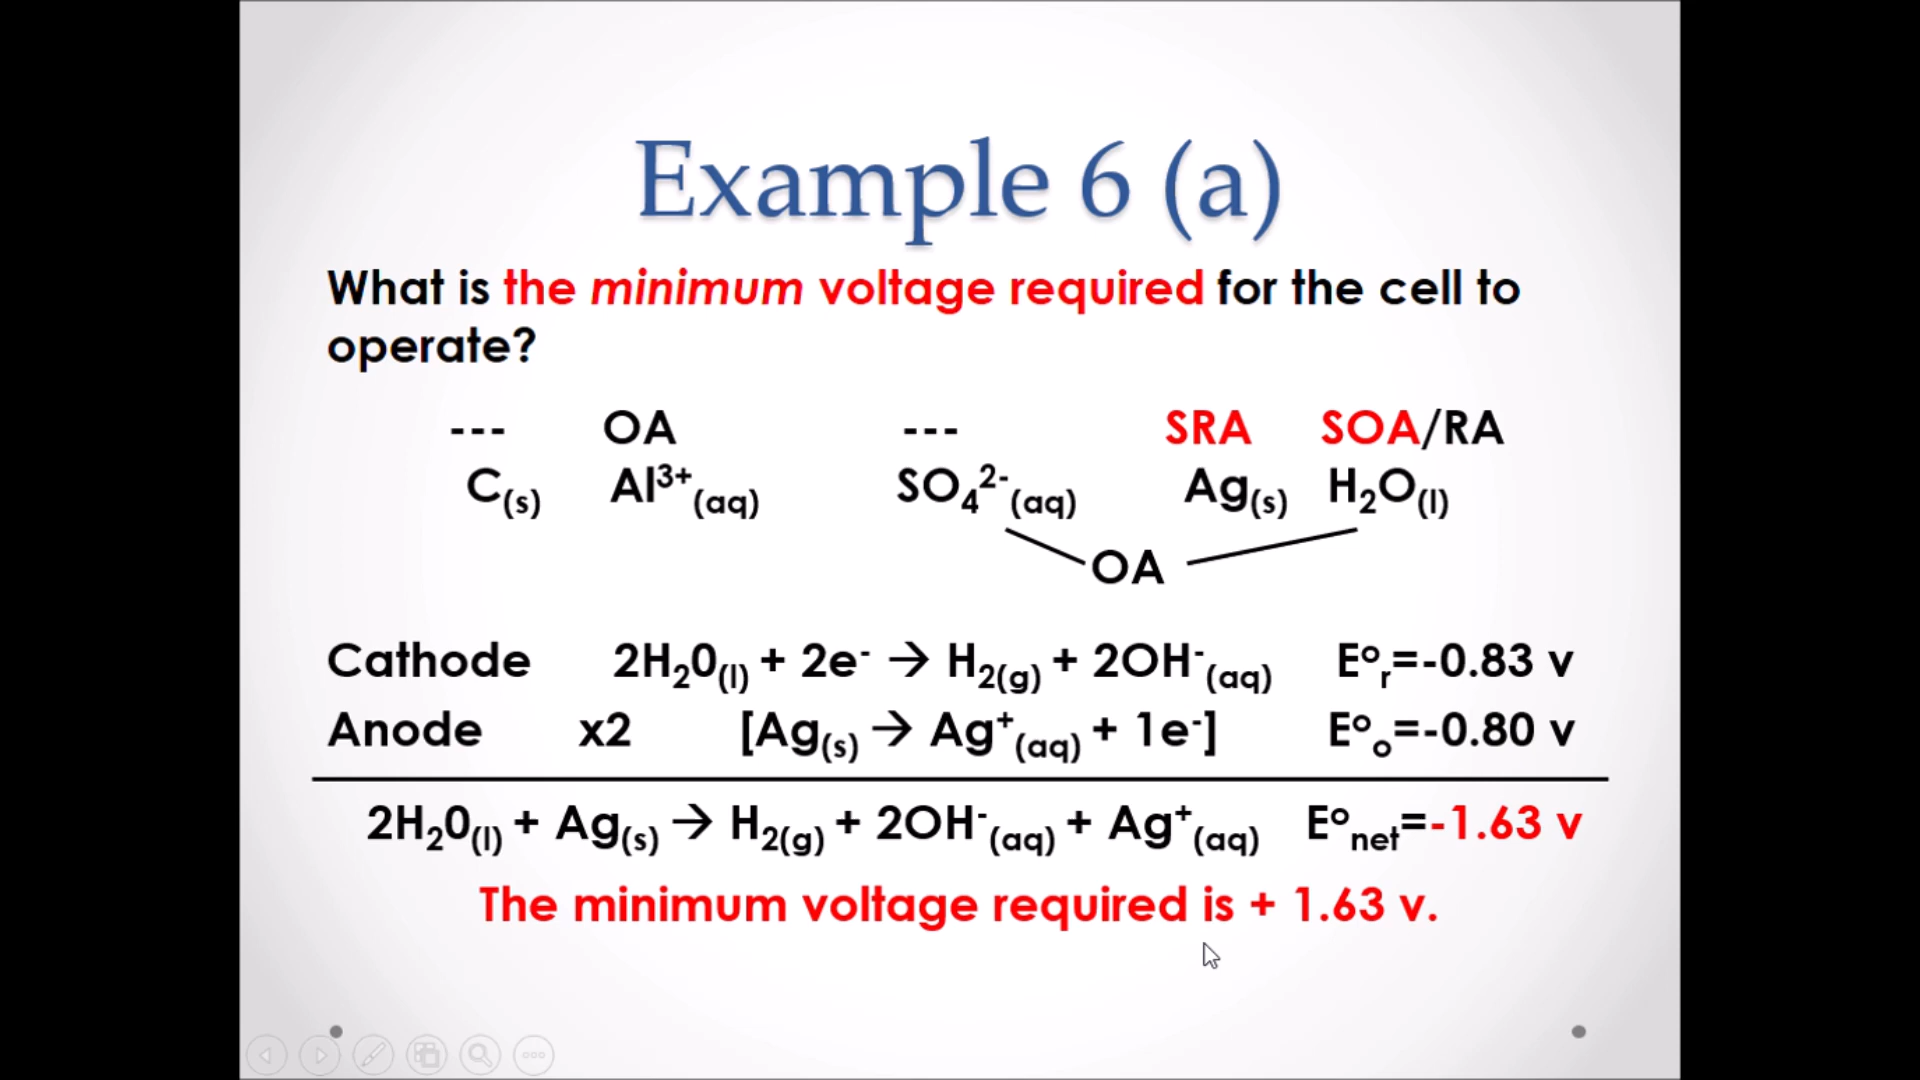 Example 6 (a)
What is the minimum voltage required for the cell to
operate?
--- OA --- SRA SOA/RA
C(s) Al³⁺(aq) SO₄²⁻(aq) Ag(s) H₂O(l)
OA
Cathode 2H₂0(l) + 2e⁻ → H₂(g) + 2OH⁻(aq) E°r=-0.83 v
Anode x2 [Ag(s) → Ag⁺(aq) + 1e⁻] E°o=-0.80 v
2H₂0(l) + Ag(s) → H₂(g) + 2OH⁻(aq) + Ag⁺(aq) E°net=-1.63 v
The minimum voltage required is + 1.63 v.